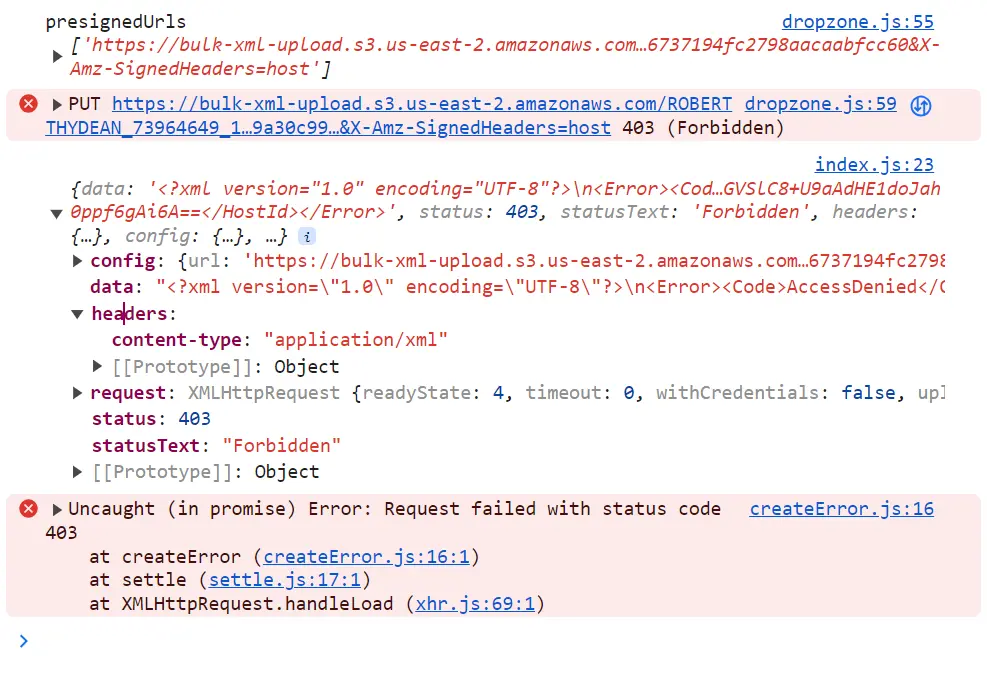 presignedUrls dropzone.js:55
['https://bulk-xml-upload.s3.us-east-2.amazonaws.com…6737194fc2798aacaabfcc60&X-
Amz-SignedHeaders=host']
PUT https://bulk-xml-upload.s3.us-east-2.amazonaws.com/ROBERT dropzone.js:59
THYDEAN_73964649_1…9a30c99…&X-Amz-SignedHeaders=host 403 (Forbidden)
index.js:23
{data: '<?xml version="1.0" encoding="UTF-8"?>\n<Error><Cod…GVSlC8+U9aAdHE1doJah
0ppf6gAi6A==</HostId></Error>', status: 403, statusText: 'Forbidden', headers:
{…}, config: {…}, …} i
config: {url: 'https://bulk-xml-upload.s3.us-east-2.amazonaws.com…6737194fc2798
data: "<?xml version=\"1.0\" encoding=\"UTF-8\"?>\n<Error><Code>AccessDenied</C
headers:
content-type: "application/xml"
[[Prototype]]: Object
request: XMLHttpRequest {readyState: 4, timeout: 0, withCredentials: false, upl
status: 403
statusText: "Forbidden"
[[Prototype]]: Object
Uncaught (in promise) Error: Request failed with status code createError.js:16
403
at createError (createError.js:16:1)
at settle (settle.js:17:1)
at XMLHttpRequest.handleLoad (xhr.js:69:1)